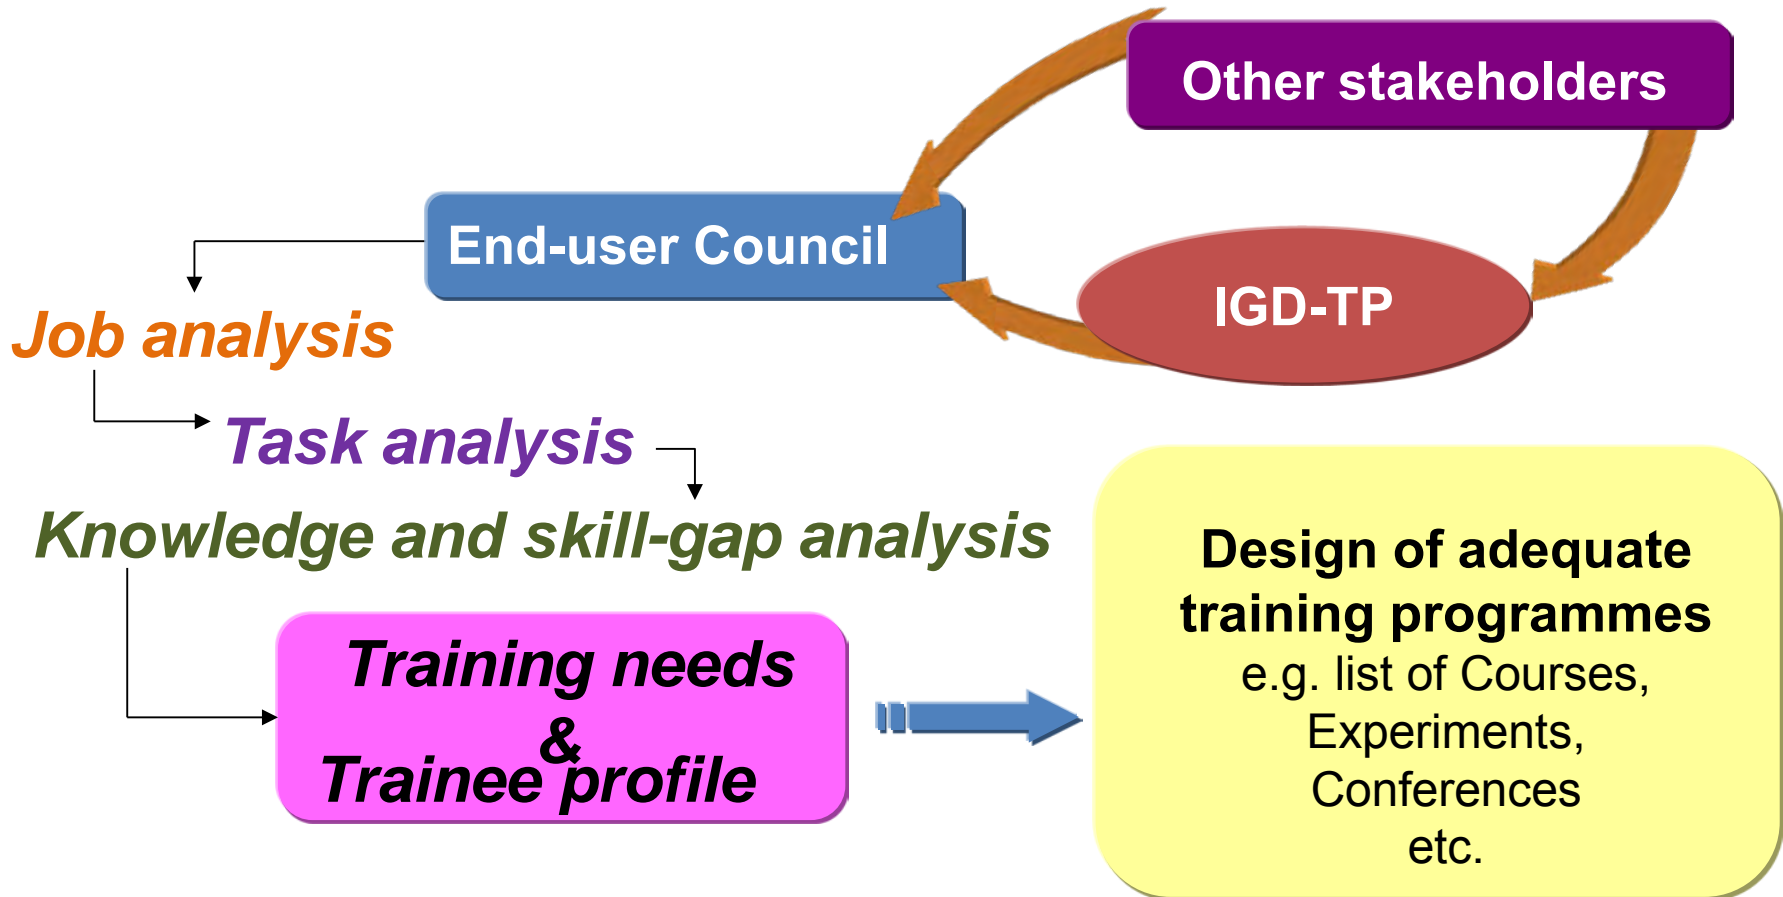 Other stakeholders
End-user Council
IGD-TP
Job analysis
Task analysis
Knowledge and skill-gap analysis
Training needs
&
Trainee profile
Design of adequate
training programmes
e.g. list of Courses,
Experiments,
Conferences
etc.